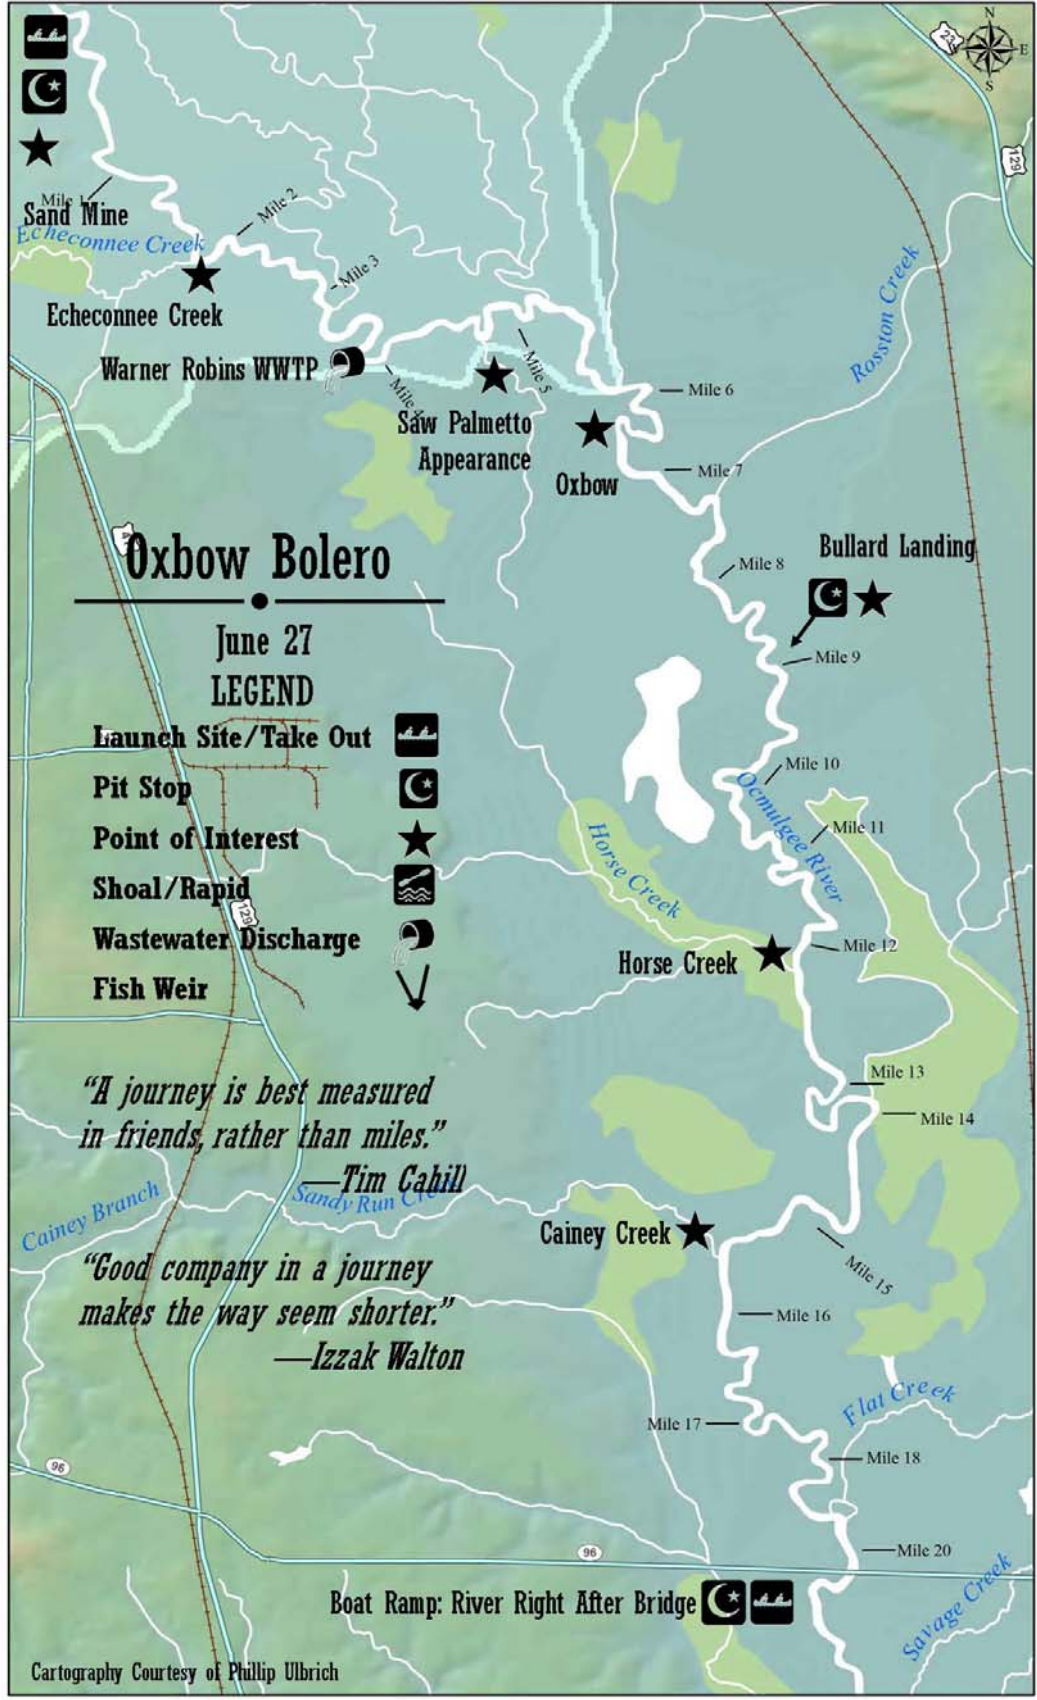 N
E
S
23
129
Mile 1
Sand Mine
Echeconnee Creek
Mile 2
Mile 3
Echeconnee Creek
Rosston Creek
Warner Robins WWTP
Mile 4
Mile 5
Mile 6
Saw Palmetto
Appearance
Oxbow
Mile 7
Oxbow Bolero
June 27
LEGEND
Launch Site/Take Out
Pit Stop
Point of Interest
Shoal/Rapid
Wastewater Discharge
Fish Weir
129
Bullard Landing
Mile 8
Mile 9
Mile 10
Ocmulgee River
Mile 11
Horse Creek
Mile 12
Horse Creek
Mile 13
Mile 14
“A journey is best measured
in friends, rather than miles.”
—Tim Cahill
Cainey Branch
Sandy Run Creek
Cainey Creek
Mile 15
“Good company in a journey
makes the way seem shorter.”
—Izzak Walton
Mile 16
Flat Creek
Mile 17
Mile 18
96
96
Mile 20
Boat Ramp: River Right After Bridge
Savage Creek
Cartography Courtesy of Phillip Ulbrich